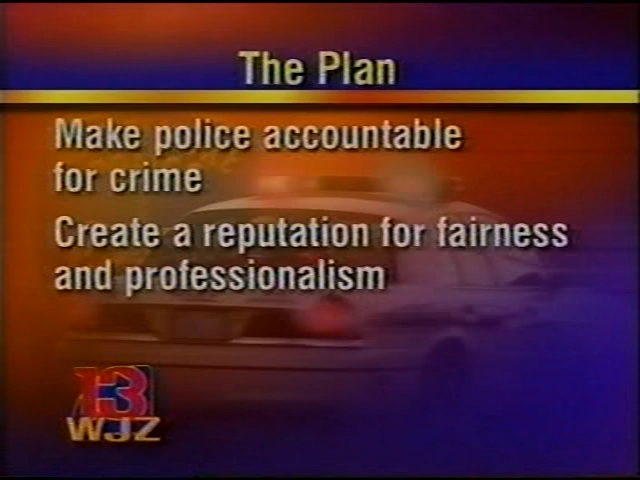 The Plan
Make police accountable
for crime
Create a reputation for fairness
and professionalism
13
WJZ